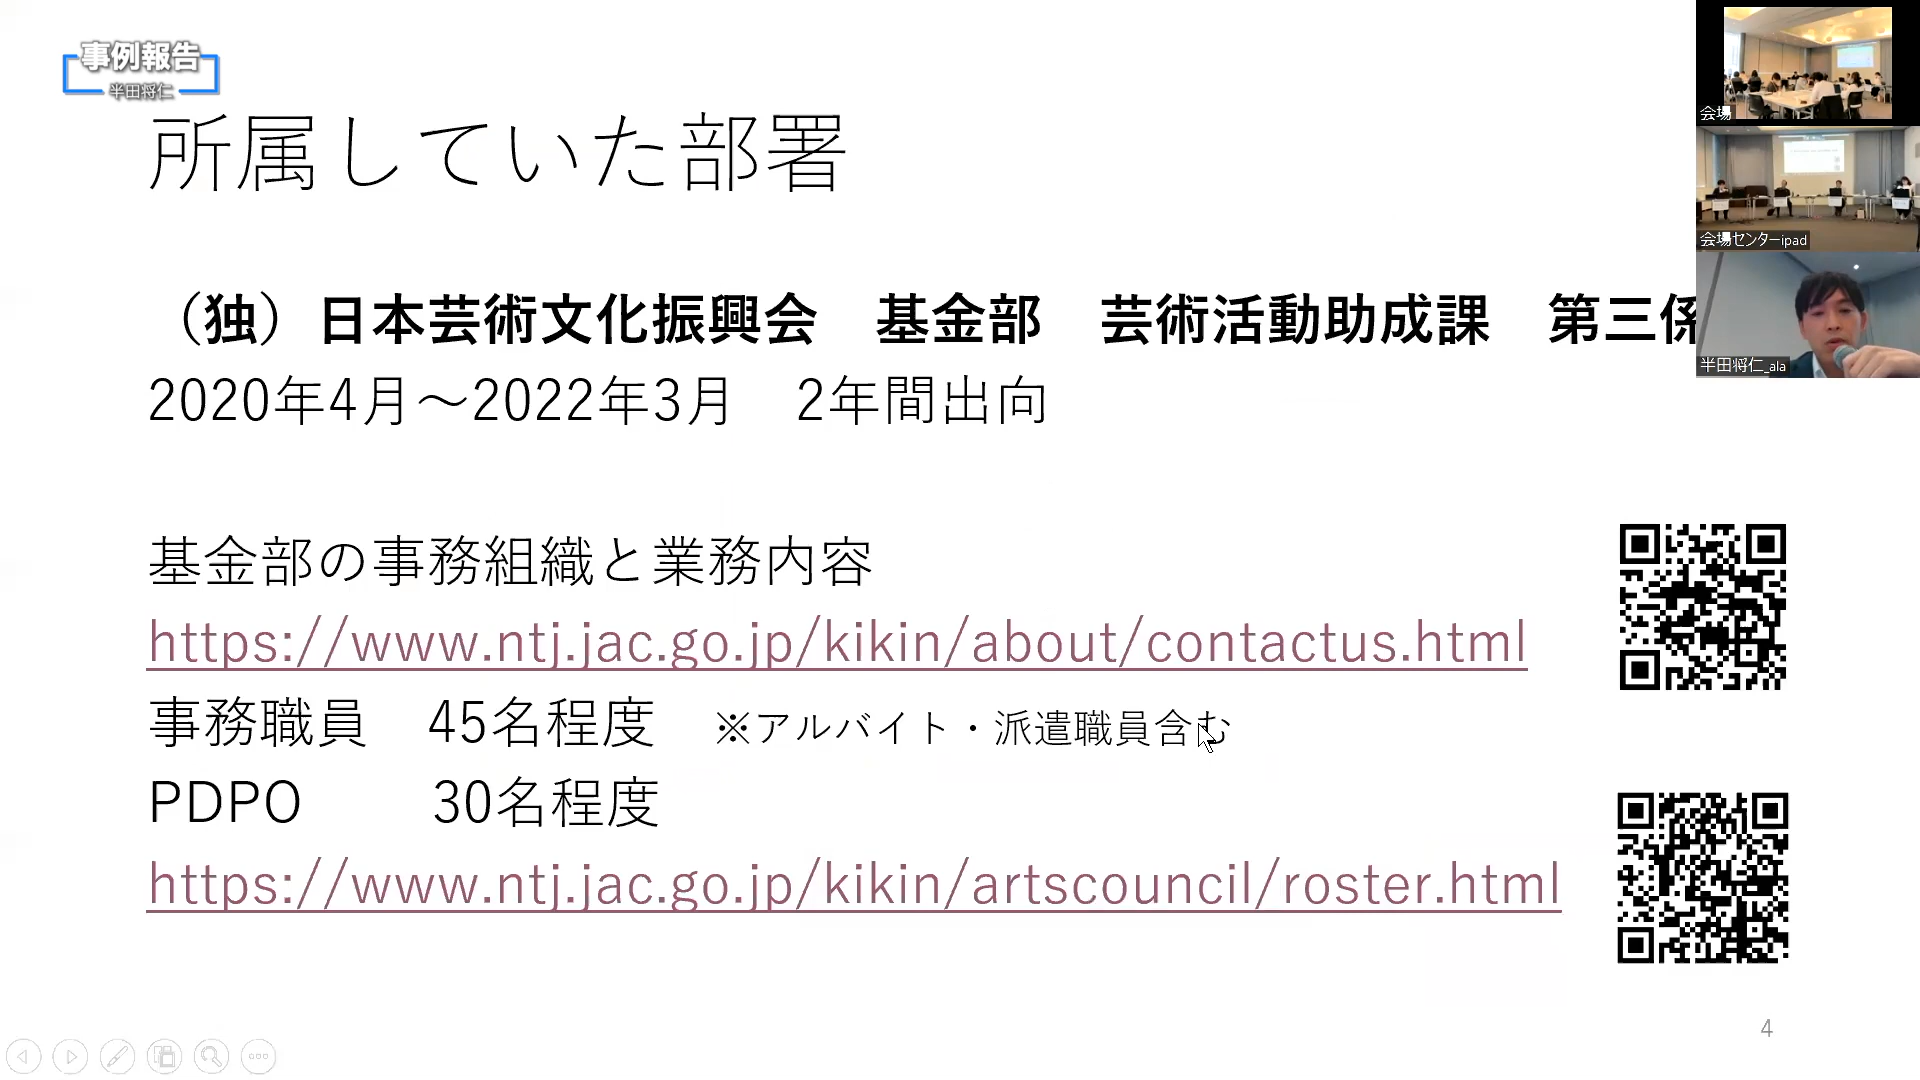 事例報告
半田将仁
所属していた部署
（独）日本芸術文化振興会　基金部　芸術活動助成課　第三係
2020年4月～2022年3月　2年間出向
基金部の事務組織と業務内容
https://www.ntj.jac.go.jp/kikin/about/contactus.html
事務職員　45名程度　※アルバイト・派遣職員含む
PDPO　30名程度
https://www.ntj.jac.go.jp/kikin/artscouncil/roster.html
4
会場
会場センターipad
半田将仁_ala